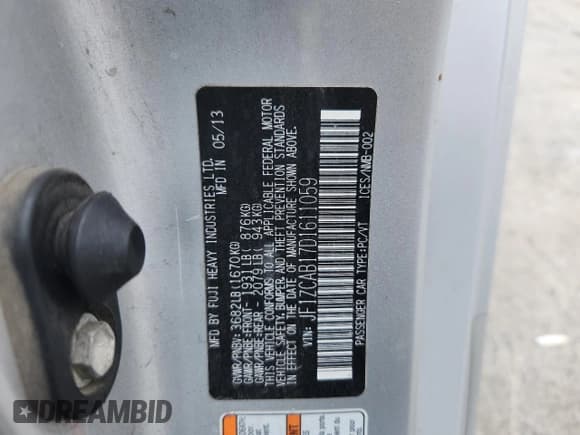 MFD BY FUJI HEAVY INDUSTRIES LTD. MFD IN 05/13
GVWR/PNBV: 3682LB(1670KG)
GAWR/PNBE:FRONT- 1931LB( 876KG)
GAWR/PNBE:REAR - 2079LB( 943KG)
THIS VEHICLE CONFORMS TO ALL APPLICABLE FEDERAL MOTOR
VEHICLE SAFETY, BUMPER AND THEFT PREVENTION STANDARDS
IN EFFECT ON THE DATE OF MANUFACTURE SHOWN ABOVE.
VIN: JF1ZCAB17D1611059
PASSENGER CAR TYPE:PC/VT ICES/NMB-002
DREAMBID